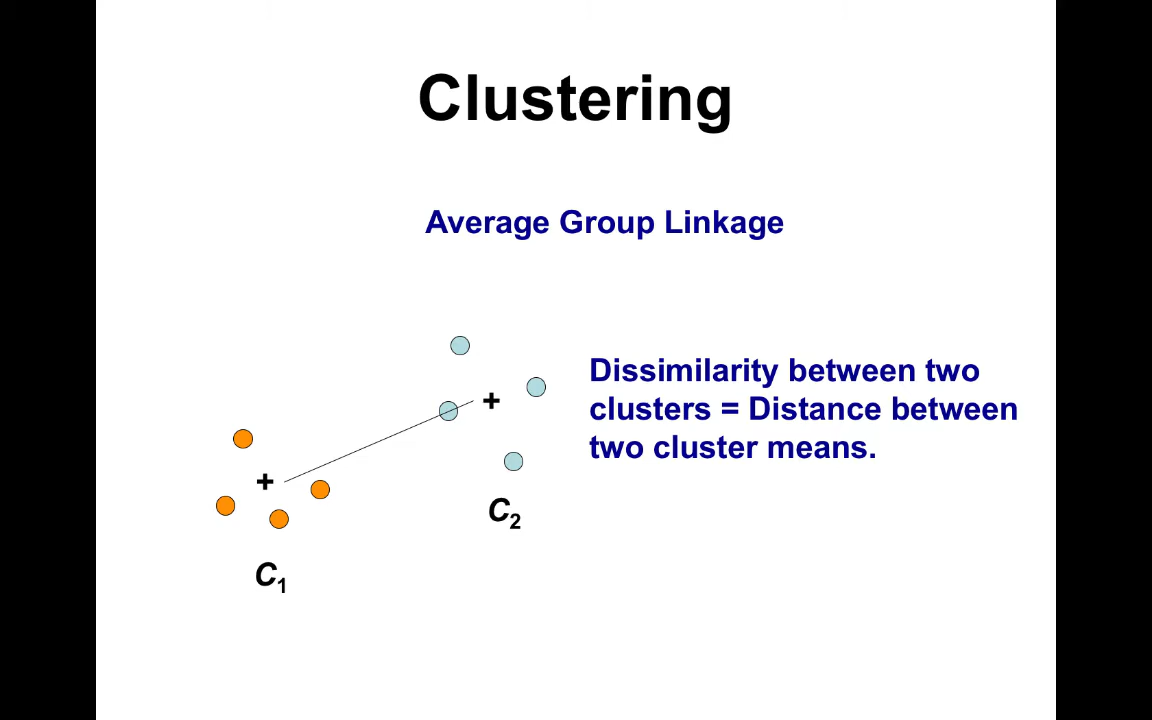 Clustering
Average Group Linkage
Dissimilarity between two
clusters = Distance between
two cluster means.
+
+
C₂
C₁